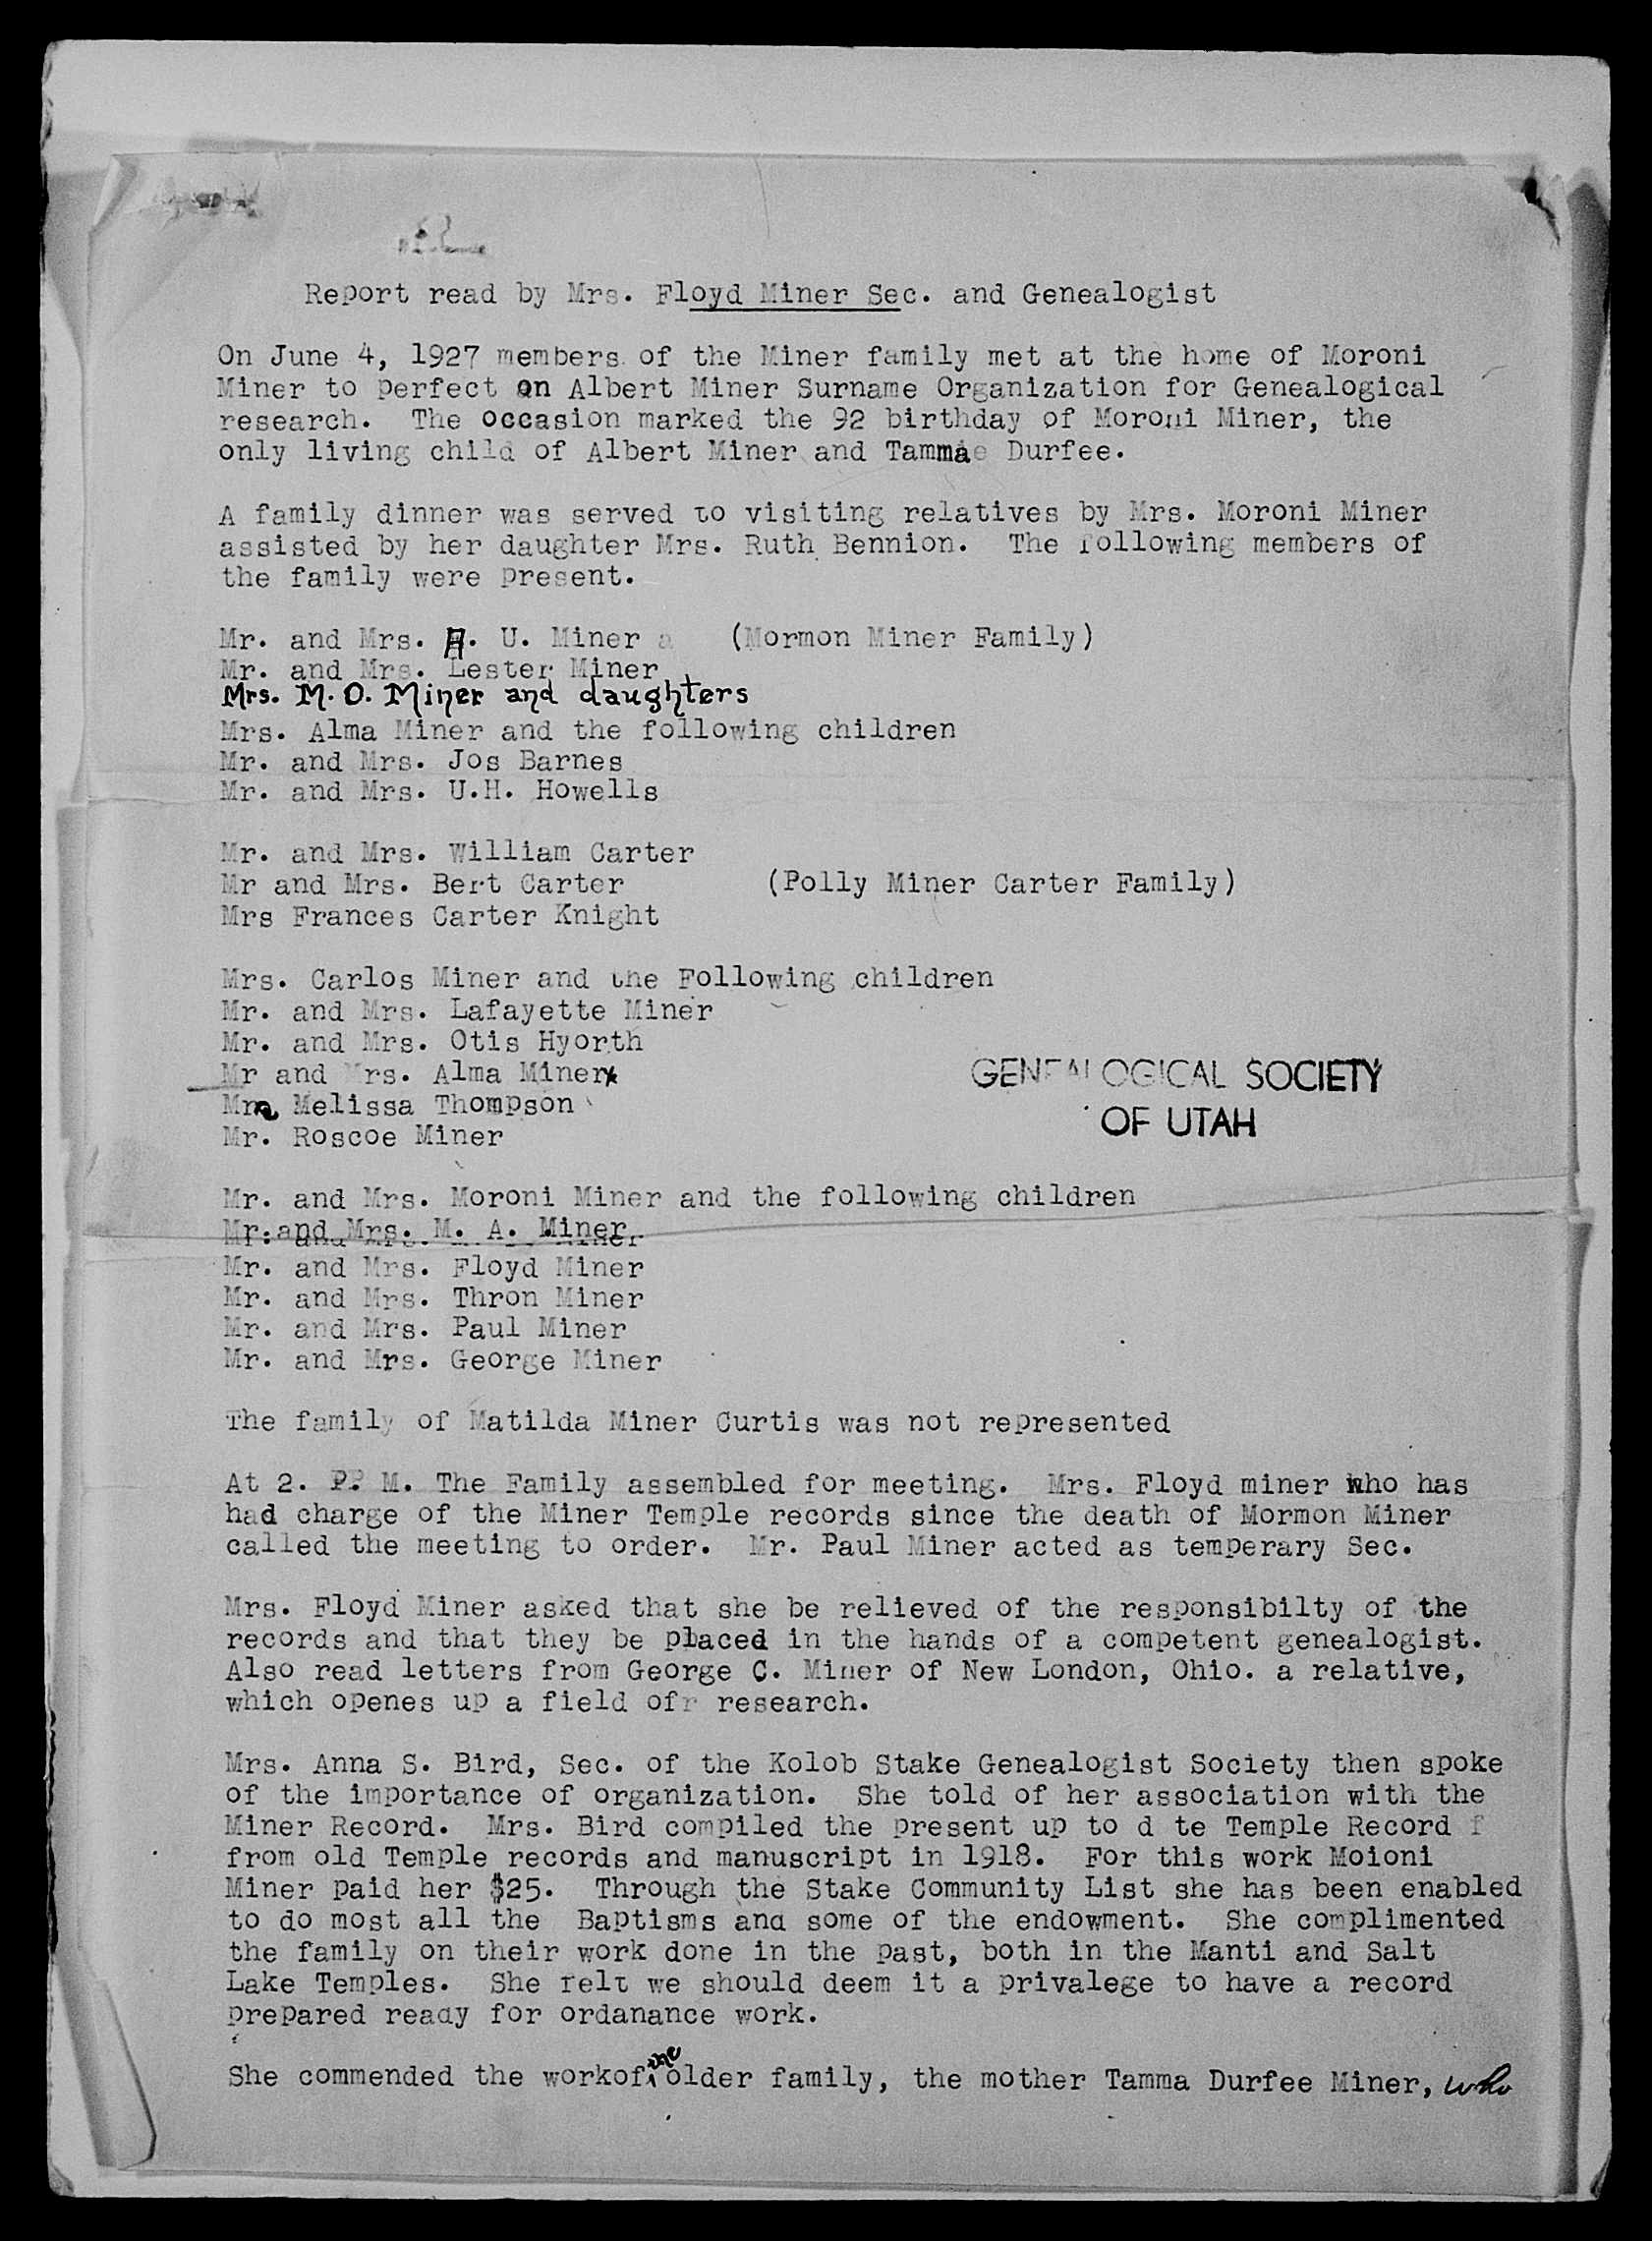 Report read by Mrs. Floyd Miner Sec. and Genealogist
On June 4, 1927 members of the Miner family met at the home of Moroni
Miner to perfect an Albert Miner Surname Organization for Genealogical
research. The occasion marked the 92 birthday of Moroni Miner, the
only living child of Albert Miner and Tammae Durfee.
A family dinner was served to visiting relatives by Mrs. Moroni Miner
assisted by her daughter Mrs. Ruth Bennion. The following members of
the family were present.
Mr. and Mrs. A. U. Miner a (Mormon Miner Family)
Mr. and Mrs. Lester Miner
Mrs. M. O. Miner and daughters
Mrs. Alma Miner and the following children
Mr. and Mrs. Jos Barnes
Mr. and Mrs. U.H. Howells
Mr. and Mrs. William Carter
Mr and Mrs. Bert Carter (Polly Miner Carter Family)
Mrs Frances Carter Knight
Mrs. Carlos Miner and the Following children
Mr. and Mrs. Lafayette Miner
Mr. and Mrs. Otis Hyorth
Mr and Mrs. Alma Miner
GENEALOGICAL SOCIETY
Mrs Melissa Thompson
OF UTAH
Mr. Roscoe Miner
Mr. and Mrs. Moroni Miner and the following children
Mr. and Mrs. M. A. Miner
Mr. and Mrs. Floyd Miner
Mr. and Mrs. Thron Miner
Mr. and Mrs. Paul Miner
Mr. and Mrs. George Miner
The family of Matilda Miner Curtis was not represented
At 2. P. M. The Family assembled for meeting. Mrs. Floyd miner who has
had charge of the Miner Temple records since the death of Mormon Miner
called the meeting to order. Mr. Paul Miner acted as temperary Sec.
Mrs. Floyd Miner asked that she be relieved of the responsibilty of the
records and that they be placed in the hands of a competent genealogist.
Also read letters from George C. Miner of New London, Ohio. a relative,
which openes up a field ofr research.
Mrs. Anna S. Bird, Sec. of the Kolob Stake Genealogist Society then spoke
of the importance of organization. She told of her association with the
Miner Record. Mrs. Bird compiled the present up to d te Temple Record f
from old Temple records and manuscript in 1918. For this work Moioni
Miner paid her $25. Through the Stake Community List she has been enabled
to do most all the Baptisms and some of the endowment. She complimented
the family on their work done in the past, both in the Manti and Salt
Lake Temples. She felt we should deem it a privalege to have a record
prepared ready for ordanance work.
She commended the workof the older family, the mother Tamma Durfee Miner, who